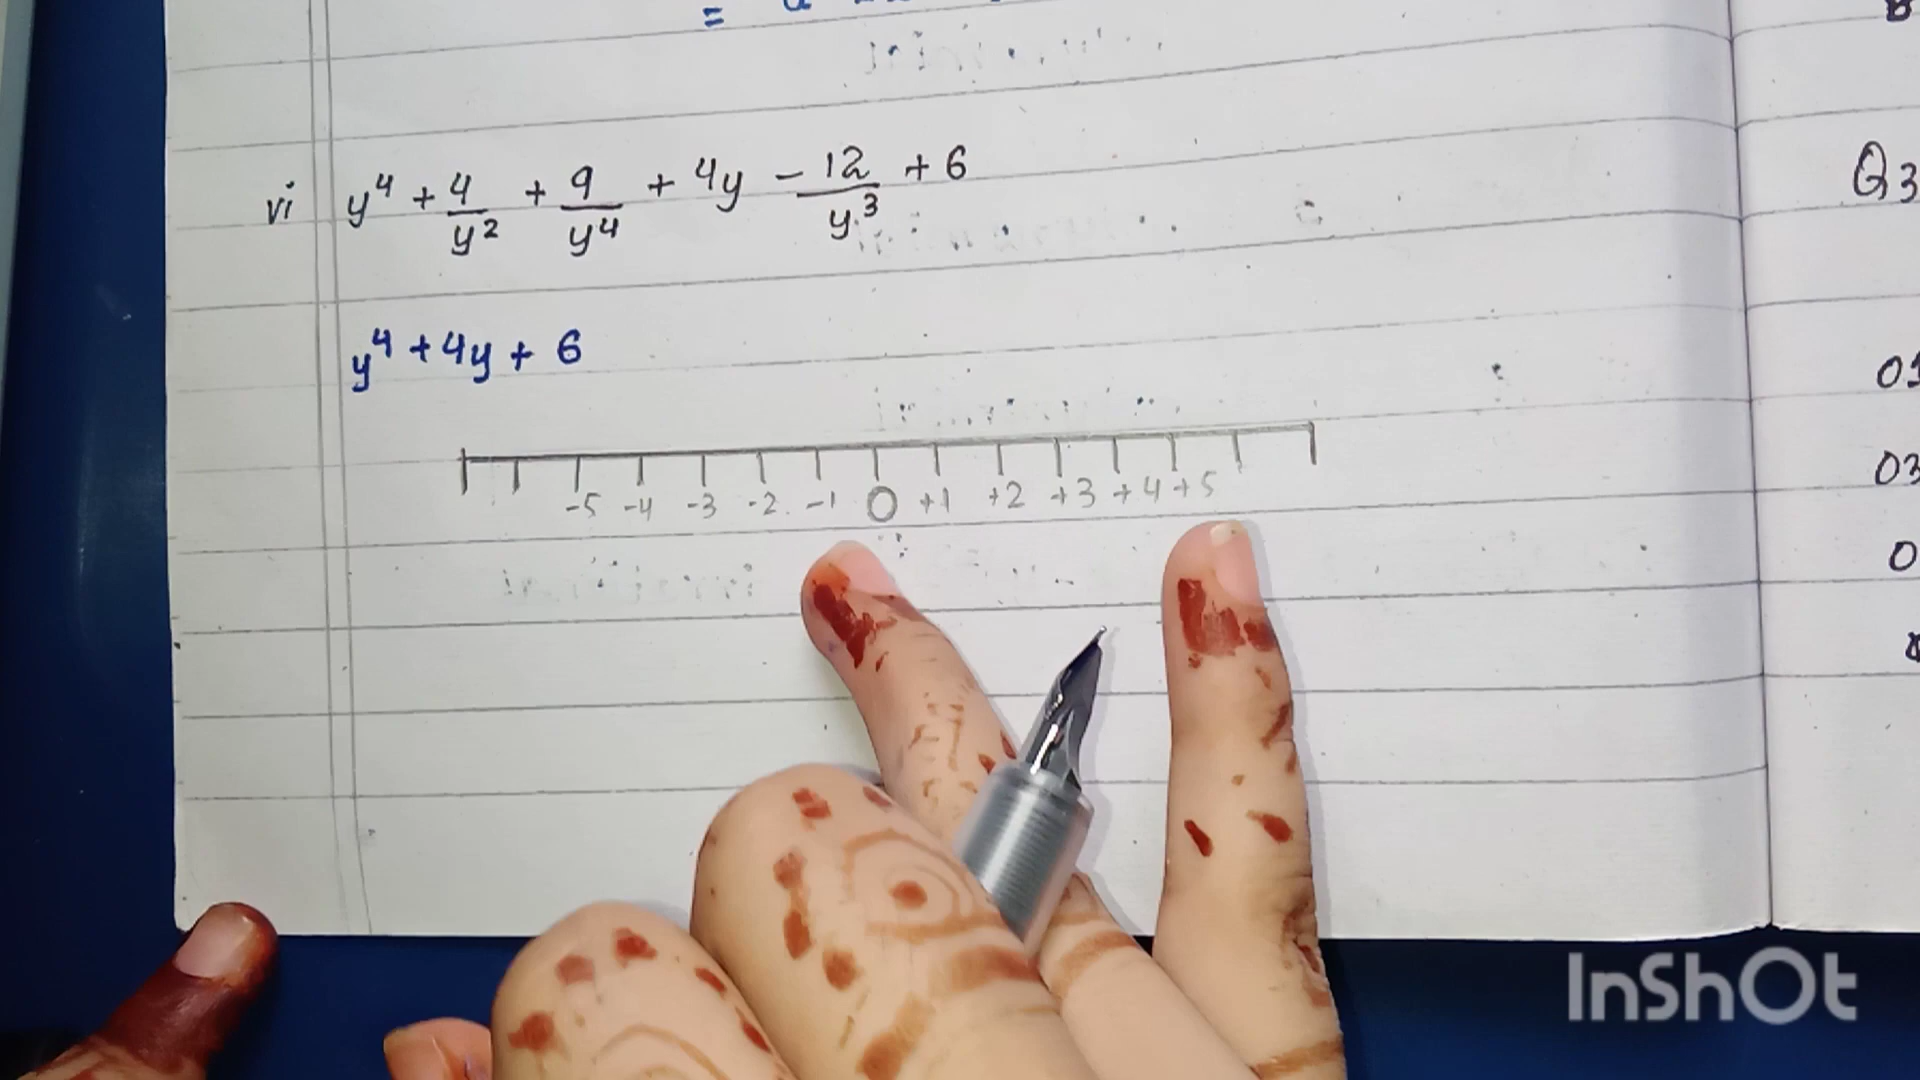 =
vi y⁴ + 4/y² + 9/y⁴ + 4y - 12/y³ + 6
Q3
y⁴ + 4y + 6
-5 -4 -3 -2 -1 0 +1 +2 +3 +4 +5
03
InShOt